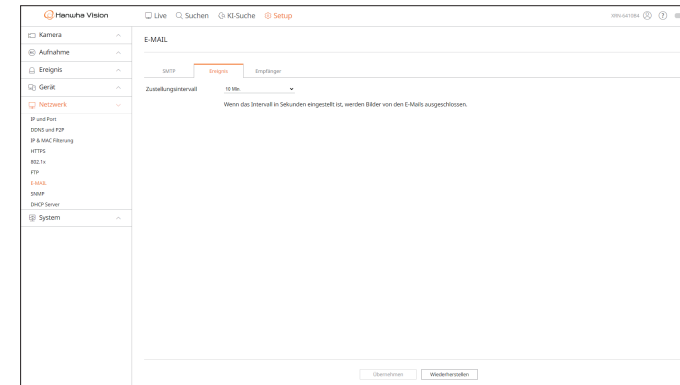 Hanwha Vision
Live Suchen KI-Suche Setup
Kamera
Aufnahme
Ereignis
Gerät
Netzwerk
IP und Port
DDNS and P2P
IP & MAC Filterung
HTTPS
802.1x
FTP
E-MAIL
SNMP
DHCP Server
System
E-MAIL
SMTP Ereignis Empfänger
Zustellungsintervall 10 Min.
Wenn das Intervall in Sekunden eingestellt ist, werden Bilder von den E-Mails ausgeschlossen.
Übernehmen Wiederherstellen